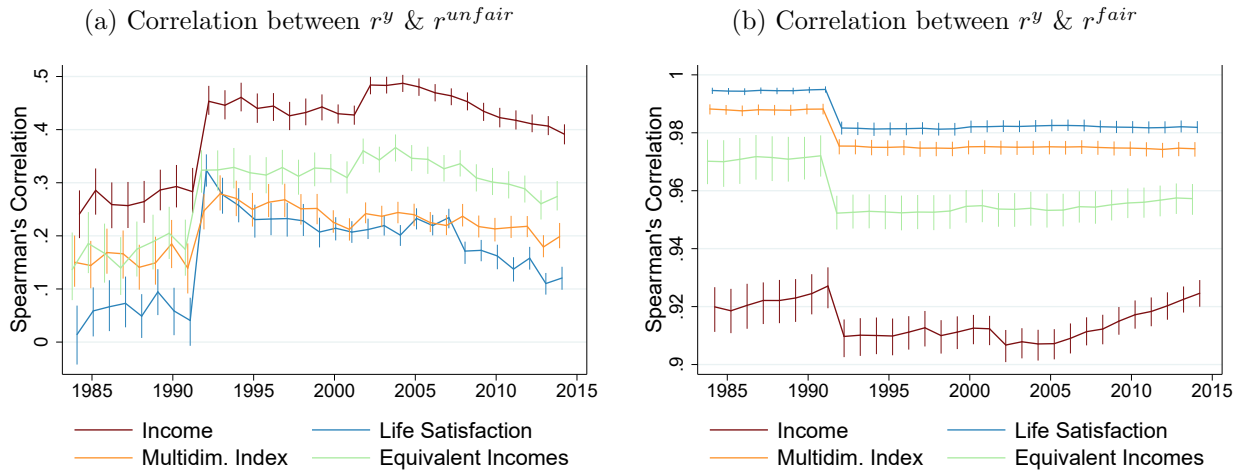 (a) Correlation between r^y & r^unfair
Spearman's Correlation
.5
.4
.3
.2
.1
0
1985 1990 1995 2000 2005 2010 2015
Income
Life Satisfaction
Multidim. Index
Equivalent Incomes
(b) Correlation between r^y & r^fair
Spearman's Correlation
1
.98
.96
.94
.92
.9
1985 1990 1995 2000 2005 2010 2015
Income
Life Satisfaction
Multidim. Index
Equivalent Incomes